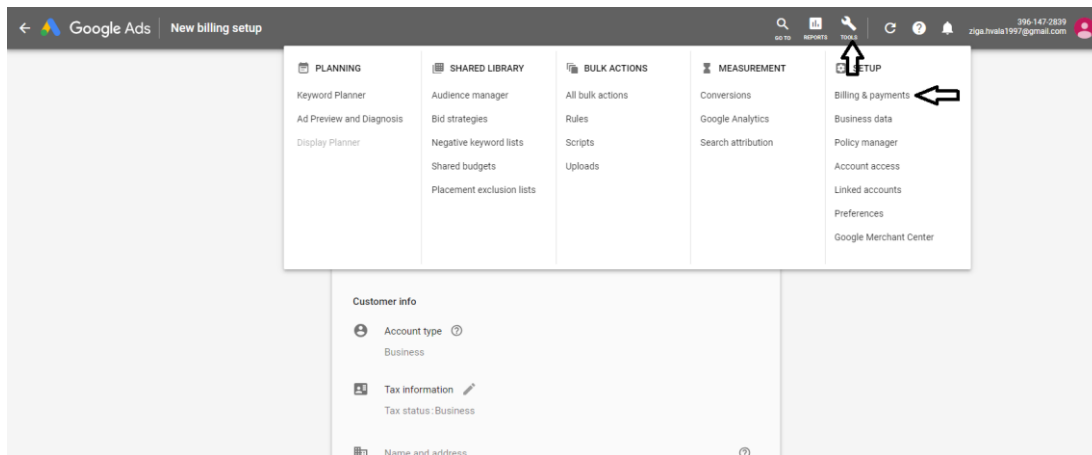 Google Ads New billing setup
GO TO
REPORTS
TOOLS
396-147-2839
ziga.hvala1997@gmail.com
PLANNING
Keyword Planner
Ad Preview and Diagnosis
Display Planner
SHARED LIBRARY
Audience manager
Bid strategies
Negative keyword lists
Shared budgets
Placement exclusion lists
BULK ACTIONS
All bulk actions
Rules
Scripts
Uploads
MEASUREMENT
Conversions
Google Analytics
Search attribution
SETUP
Billing & payments
Business data
Policy manager
Account access
Linked accounts
Preferences
Google Merchant Center
Customer info
Account type
Business
Tax information
Tax status: Business
Name and address